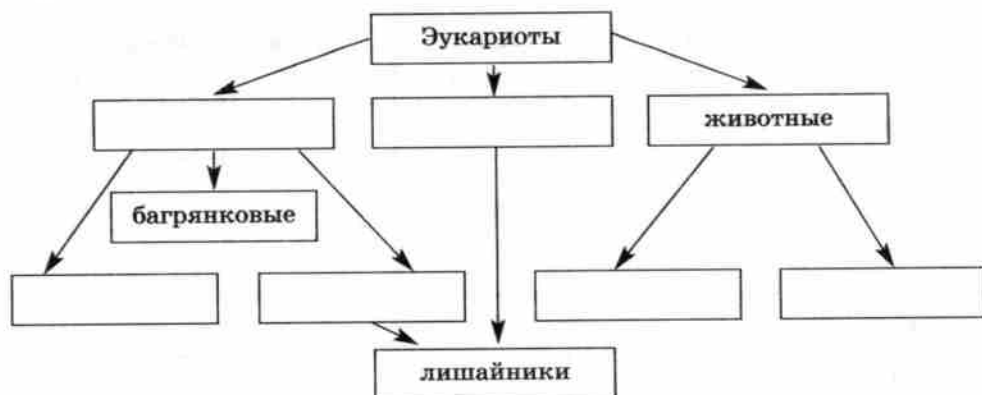 Эукариоты
животные
багрянковые
лишайники